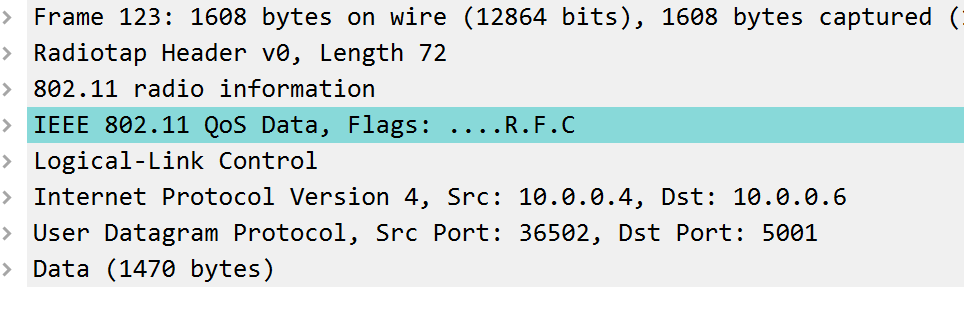 Frame 123: 1608 bytes on wire (12864 bits), 1608 bytes captured (
Radiotap Header v0, Length 72
802.11 radio information
IEEE 802.11 QoS Data, Flags: ....R.F.C
Logical-Link Control
Internet Protocol Version 4, Src: 10.0.0.4, Dst: 10.0.0.6
User Datagram Protocol, Src Port: 36502, Dst Port: 5001
Data (1470 bytes)